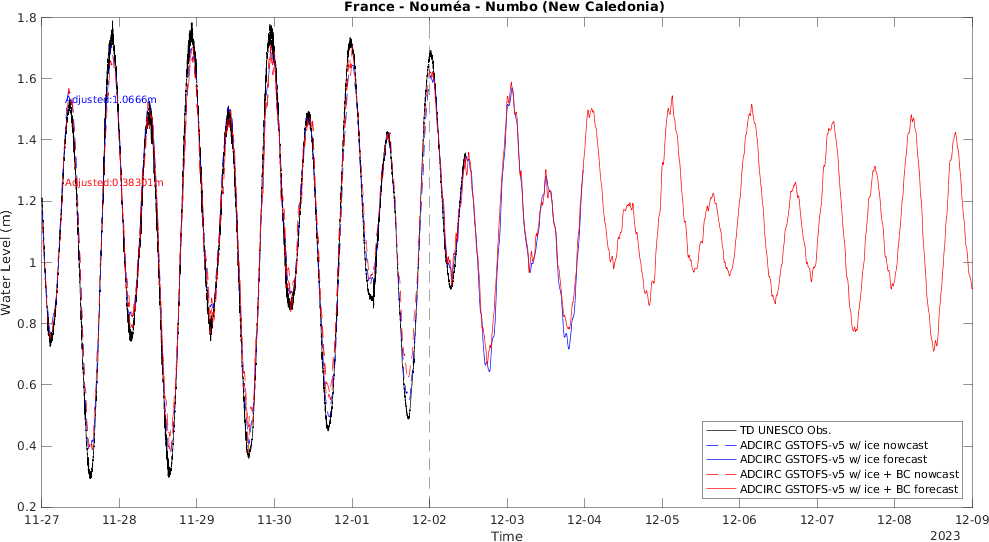 France - Nouméa - Numbo (New Caledonia)
Water Level (m)
1.8
1.6
1.4
1.2
1
0.8
0.6
0.4
0.2
Adjusted:1.0666m
Adjusted:0.38301m
TD UNESCO Obs.
ADCIRC GSTOFS-v5 w/ ice nowcast
ADCIRC GSTOFS-v5 w/ ice forecast
ADCIRC GSTOFS-v5 w/ ice + BC nowcast
ADCIRC GSTOFS-v5 w/ ice + BC forecast
11-27 11-28 11-29 11-30 12-01 12-02 12-03 12-04 12-05 12-06 12-07 12-08 12-09
Time
2023